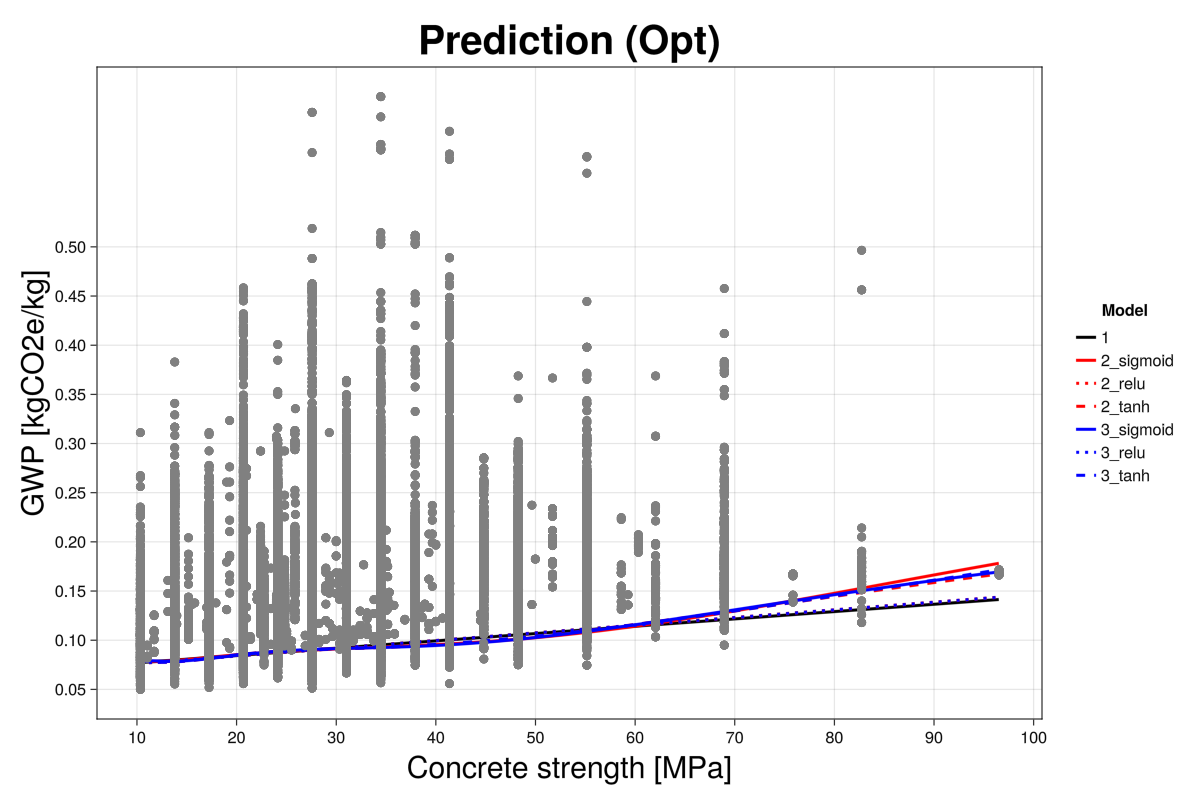 Prediction (Opt)
GWP [kgCO2e/kg]
0.50
0.45
0.40
0.35
0.30
0.25
0.20
0.15
0.10
0.05
10 20 30 40 50 60 70 80 90 100
Concrete strength [MPa]
Model
1
2_sigmoid
2_relu
2_tanh
3_sigmoid
3_relu
3_tanh